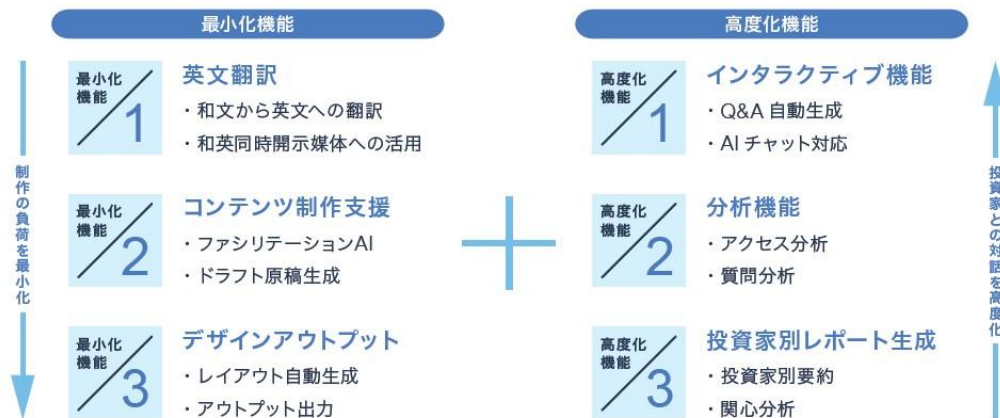 最小化機能
制作の負荷を最小化
最小化
機能
1
英文翻訳
・和文から英文への翻訳
・和英同時開示媒体への活用
最小化
機能
2
コンテンツ制作支援
・ファシリテーションAI
・ドラフト原稿生成
最小化
機能
3
デザインアウトプット
・レイアウト自動生成
・アウトプット出力
高度化機能
高度化
機能
1
インタラクティブ機能
・Q&A 自動生成
・AI チャット対応
高度化
機能
2
分析機能
・アクセス分析
・質問分析
高度化
機能
3
投資家別レポート生成
・投資家別要約
・関心分析
投資家との対話を高度化